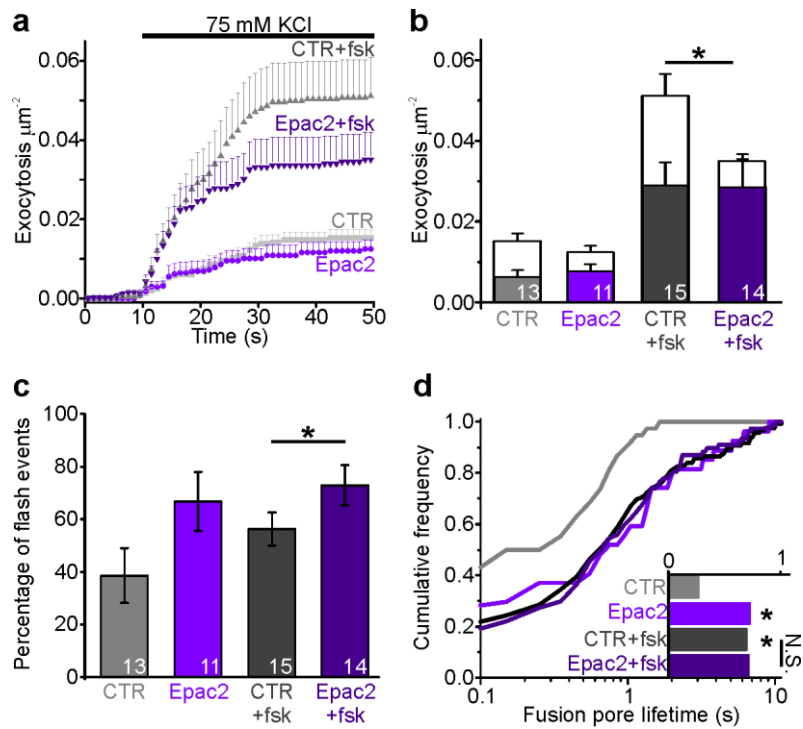 a
75 mM KCl
CTR+fsk
Epac2+fsk
CTR
Epac2
Exocytosis µm⁻²
0.06
0.04
0.02
0.00
0 10 20 30 40 50
Time (s)
b
*
Exocytosis µm⁻²
0.06
0.04
0.02
0.00
13 11 15 14
CTR Epac2 CTR +fsk Epac2 +fsk
c
*
Percentage of flash events
100
80
60
40
20
0
13 11 15 14
CTR Epac2 CTR +fsk Epac2 +fsk
d
Cumulative frequency
1.0
0.8
0.6
0.4
0.2
0.0
0 1
CTR
Epac2 *
CTR+fsk *
Epac2+fsk
N.S.
0.1 1 10
Fusion pore lifetime (s)